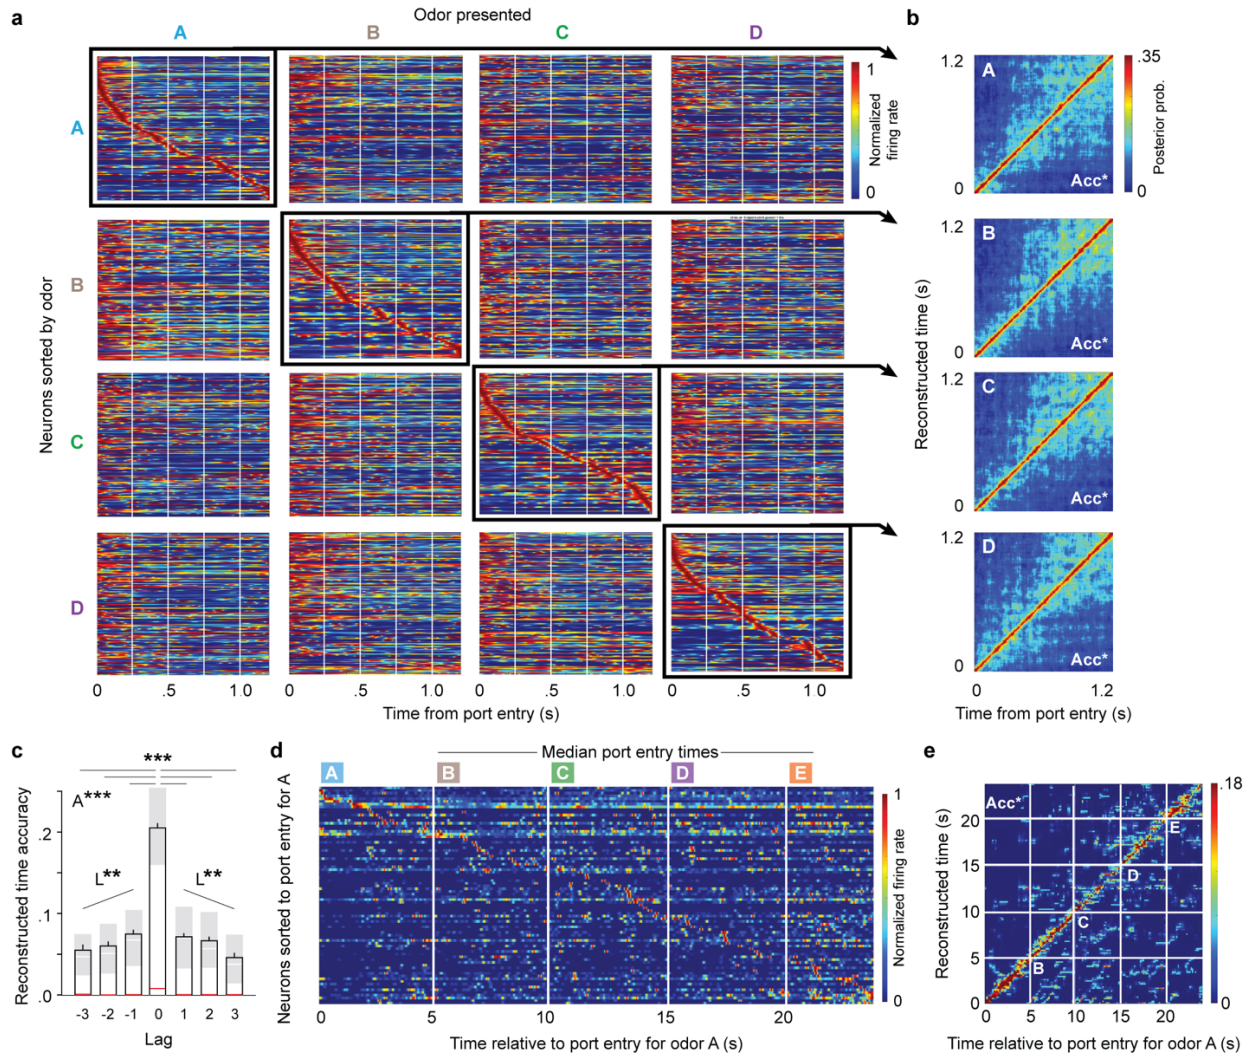 a
Odor presented
A B C D
Neurons sorted by odor
A
B
C
D
1
Normalized
firing rate
0
0 .5 1.0 0 .5 1.0 0 .5 1.0 0 .5 1.0
Time from port entry (s)
b
1.2
A
Acc*
0
.35
Posterior prob.
0
1.2
B
Acc*
0
Reconstructed time (s)
1.2
C
Acc*
0
1.2
D
Acc*
0
0 1.2
Time from port entry (s)
c
***
A***
L** L**
Reconstructed time accuracy
.2
.1
.0
-3 -2 -1 0 1 2 3
Lag
d
Median port entry times
A B C D E
Neurons sorted to port entry for A
1
Normalized firing rate
0
0 5 10 15 20
Time relative to port entry for odor A (s)
e
Acc*
Reconstructed time (s)
20
15
10
5
0
E
D
C
B
.18
0
0 5 10 15 20
Time relative to port entry for odor A (s)